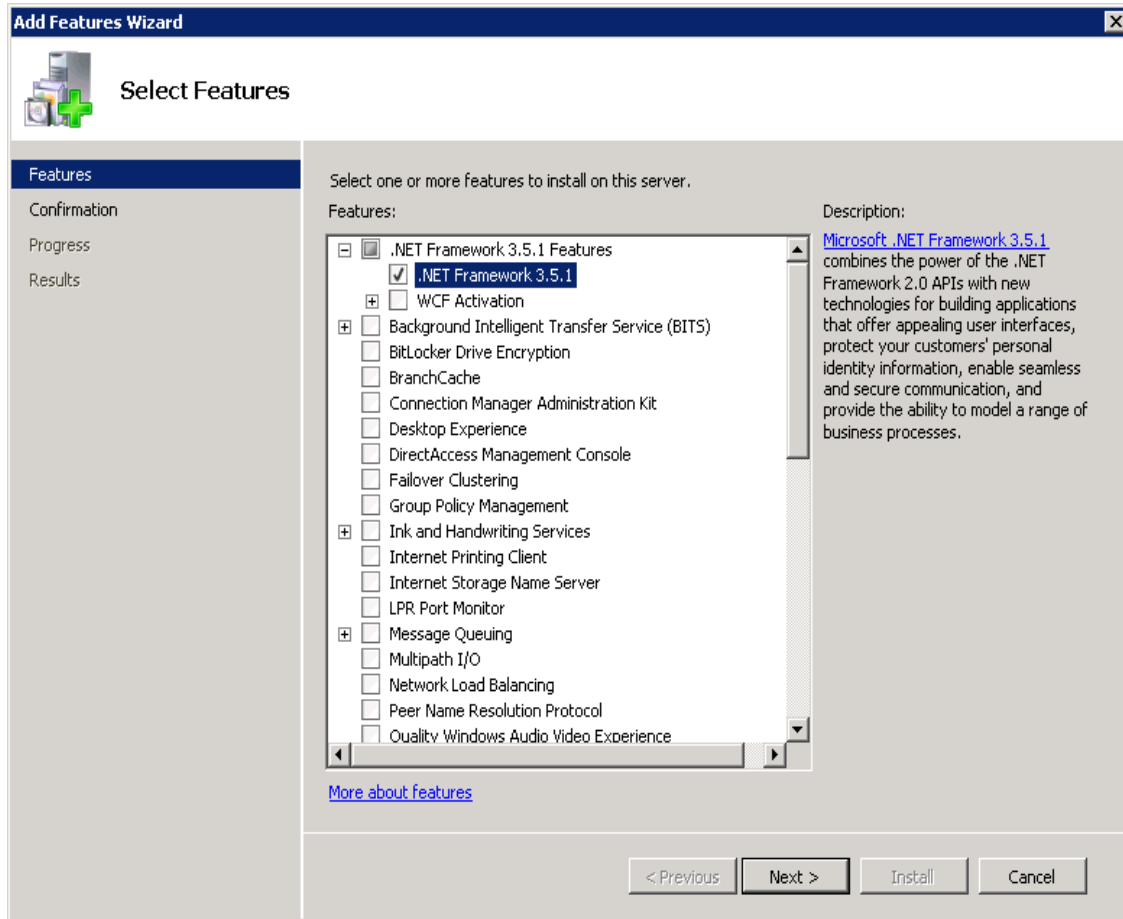 Add Features Wizard
Select Features
Features
Confirmation
Progress
Results
Select one or more features to install on this server.
Features:
.NET Framework 3.5.1 Features
.NET Framework 3.5.1
WCF Activation
Background Intelligent Transfer Service (BITS)
BitLocker Drive Encryption
BranchCache
Connection Manager Administration Kit
Desktop Experience
DirectAccess Management Console
Failover Clustering
Group Policy Management
Ink and Handwriting Services
Internet Printing Client
Internet Storage Name Server
LPR Port Monitor
Message Queuing
Multipath I/O
Network Load Balancing
Peer Name Resolution Protocol
Quality Windows Audio Video Experience
More about features
Description:
Microsoft .NET Framework 3.5.1
combines the power of the .NET
Framework 2.0 APIs with new
technologies for building applications
that offer appealing user interfaces,
protect your customers' personal
identity information, enable seamless
and secure communication, and
provide the ability to model a range of
business processes.
< Previous
Next >
Install
Cancel